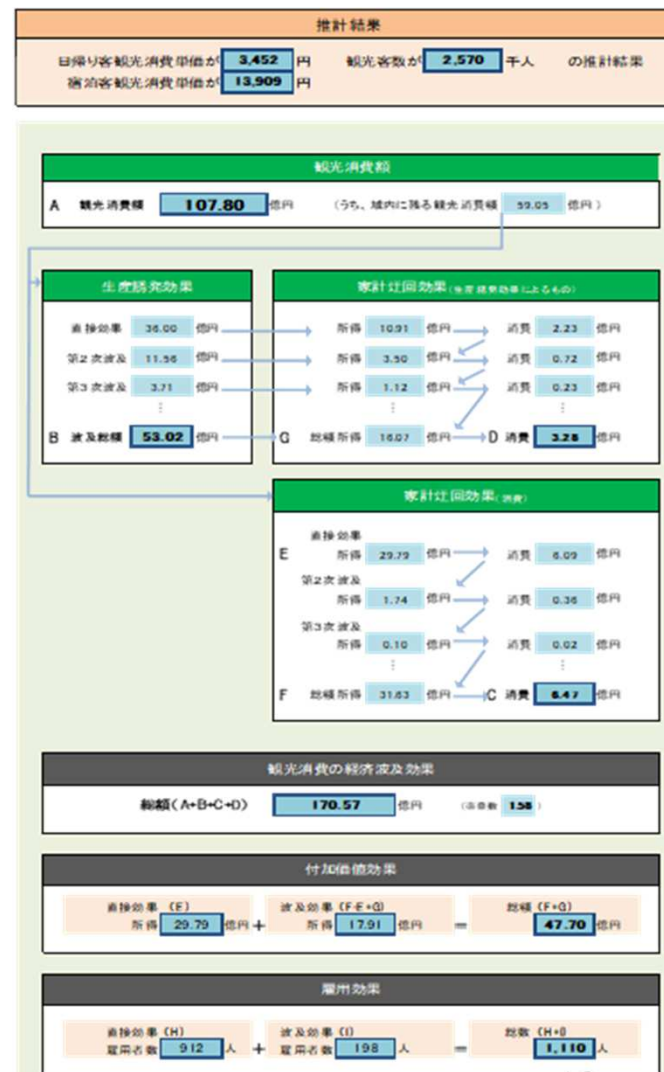 推計結果
日帰り客観光消費単価が 3,452 円 観光客数が 2,570 千人 の推計結果
宿泊客観光消費単価が 13,909 円
観光消費額
A 観光消費額 107.80 億円 (うち、域内に残る観光消費額 59.05 億円)
生産誘発効果
直接効果 36.00 億円
第2次波及 11.56 億円
第3次波及 3.71 億円
⋮
B 波及総額 53.02 億円
家計迂回効果(生産誘発効果によるもの)
所得 10.91 億円 消費 2.23 億円
所得 3.50 億円 消費 0.72 億円
所得 1.12 億円 消費 0.23 億円
⋮ ⋮
G 総額所得 16.07 億円 D 消費 3.28 億円
家計迂回効果(消費)
直接効果
E 所得 29.79 億円 消費 6.09 億円
第2次波及
所得 1.74 億円 消費 0.36 億円
第3次波及
所得 0.10 億円 消費 0.02 億円
⋮ ⋮
F 総額所得 31.63 億円 C 消費 6.47 億円
観光消費の経済波及効果
総額(A+B+C+D) 170.57 億円 (乗数 1.58)
付加価値効果
直接効果 (E) 波及効果 (F-E+G) 総額 (F+G)
所得 29.79 億円 + 所得 17.91 億円 = 47.70 億円
雇用効果
直接効果 (H) 波及効果 (I) 総数 (H+I)
雇用者数 912 人 + 雇用者数 198 人 = 1,110 人